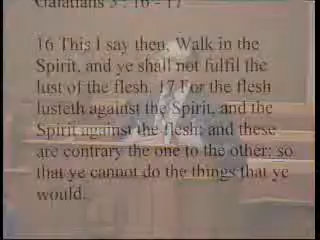 Galatians 5 : 16 - 17
16 This I say then, Walk in the
Spirit, and ye shall not fulfil the
lust of the flesh. 17 For the flesh
lusteth against the Spirit, and the
Spirit against the flesh: and these
are contrary the one to the other: so
that ye cannot do the things that ye
would.